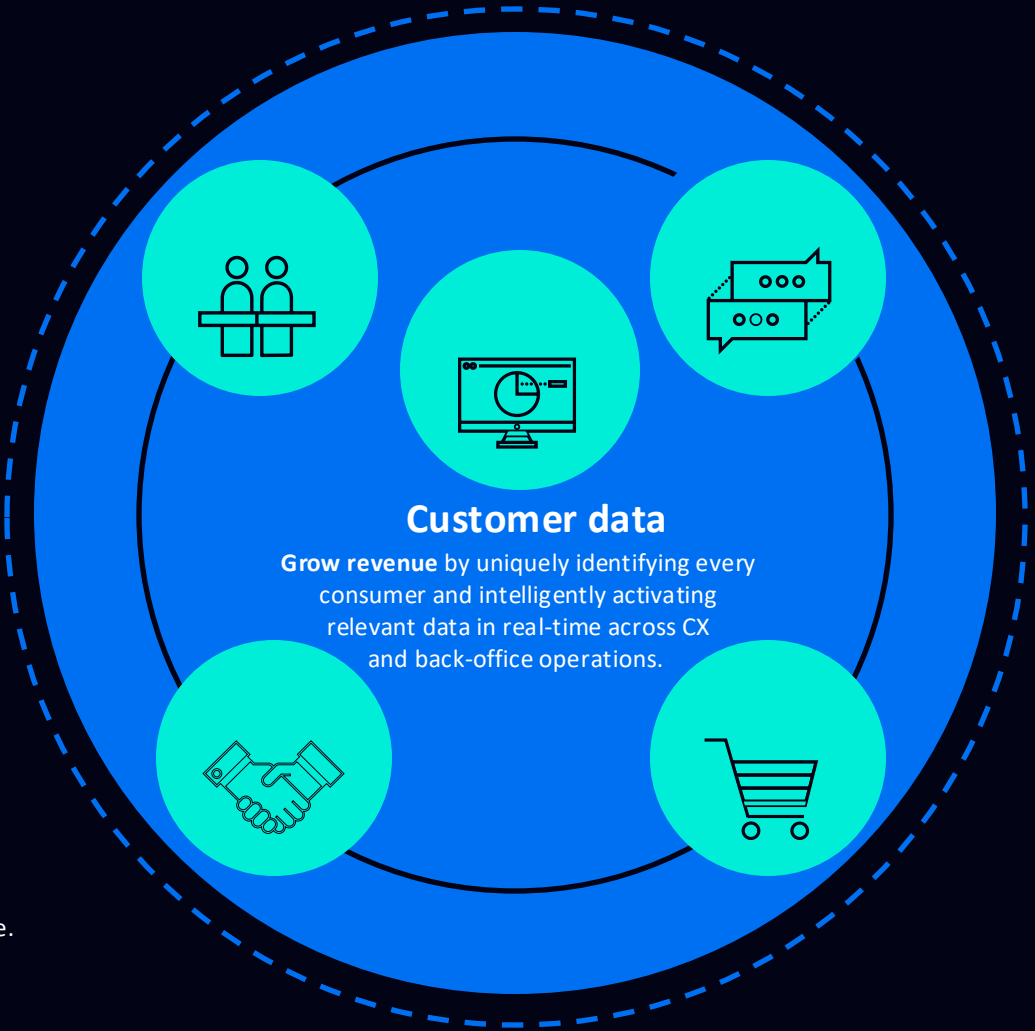 Customer data
Grow revenue by uniquely identifying every
consumer and intelligently activating
relevant data in real-time across CX
and back-office operations.
e.